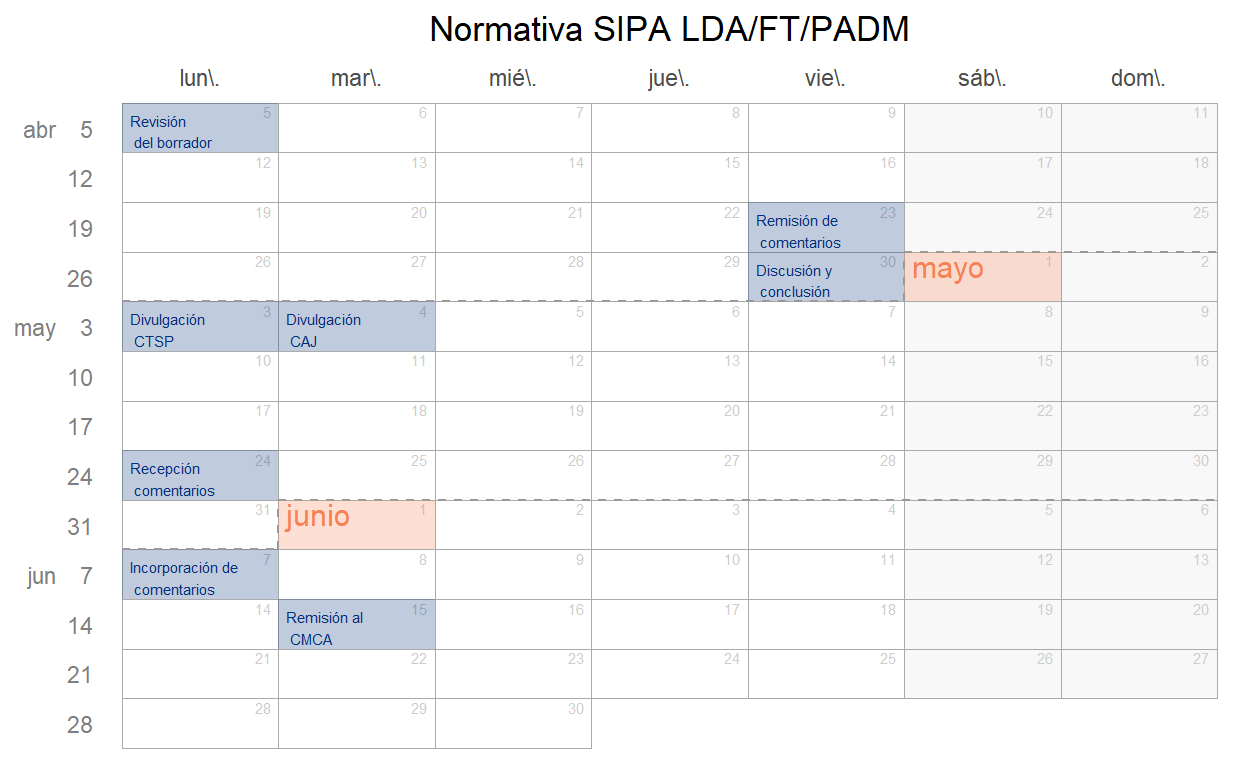 Normativa SIPA LDA/FT/PADM
lun\. mar\. mié\. jue\. vie\. sáb\. dom\.
abr 5
5 6 7 8 9 10 11
Revisión
del borrador
12
12 13 14 15 16 17 18
19
19 20 21 22 23 24 25
Remisión de
comentarios
26
26 27 28 29 30 1 2
Discusión y
conclusión
mayo
may 3
3 4 5 6 7 8 9
Divulgación
CTSP
Divulgación
CAJ
10
10 11 12 13 14 15 16
17
17 18 19 20 21 22 23
24
24 25 26 27 28 29 30
Recepción
comentarios
31
31 1 2 3 4 5 6
junio
jun 7
7 8 9 10 11 12 13
Incorporación de
comentarios
14
14 15 16 17 18 19 20
Remisión al
CMCA
21
21 22 23 24 25 26 27
28
28 29 30